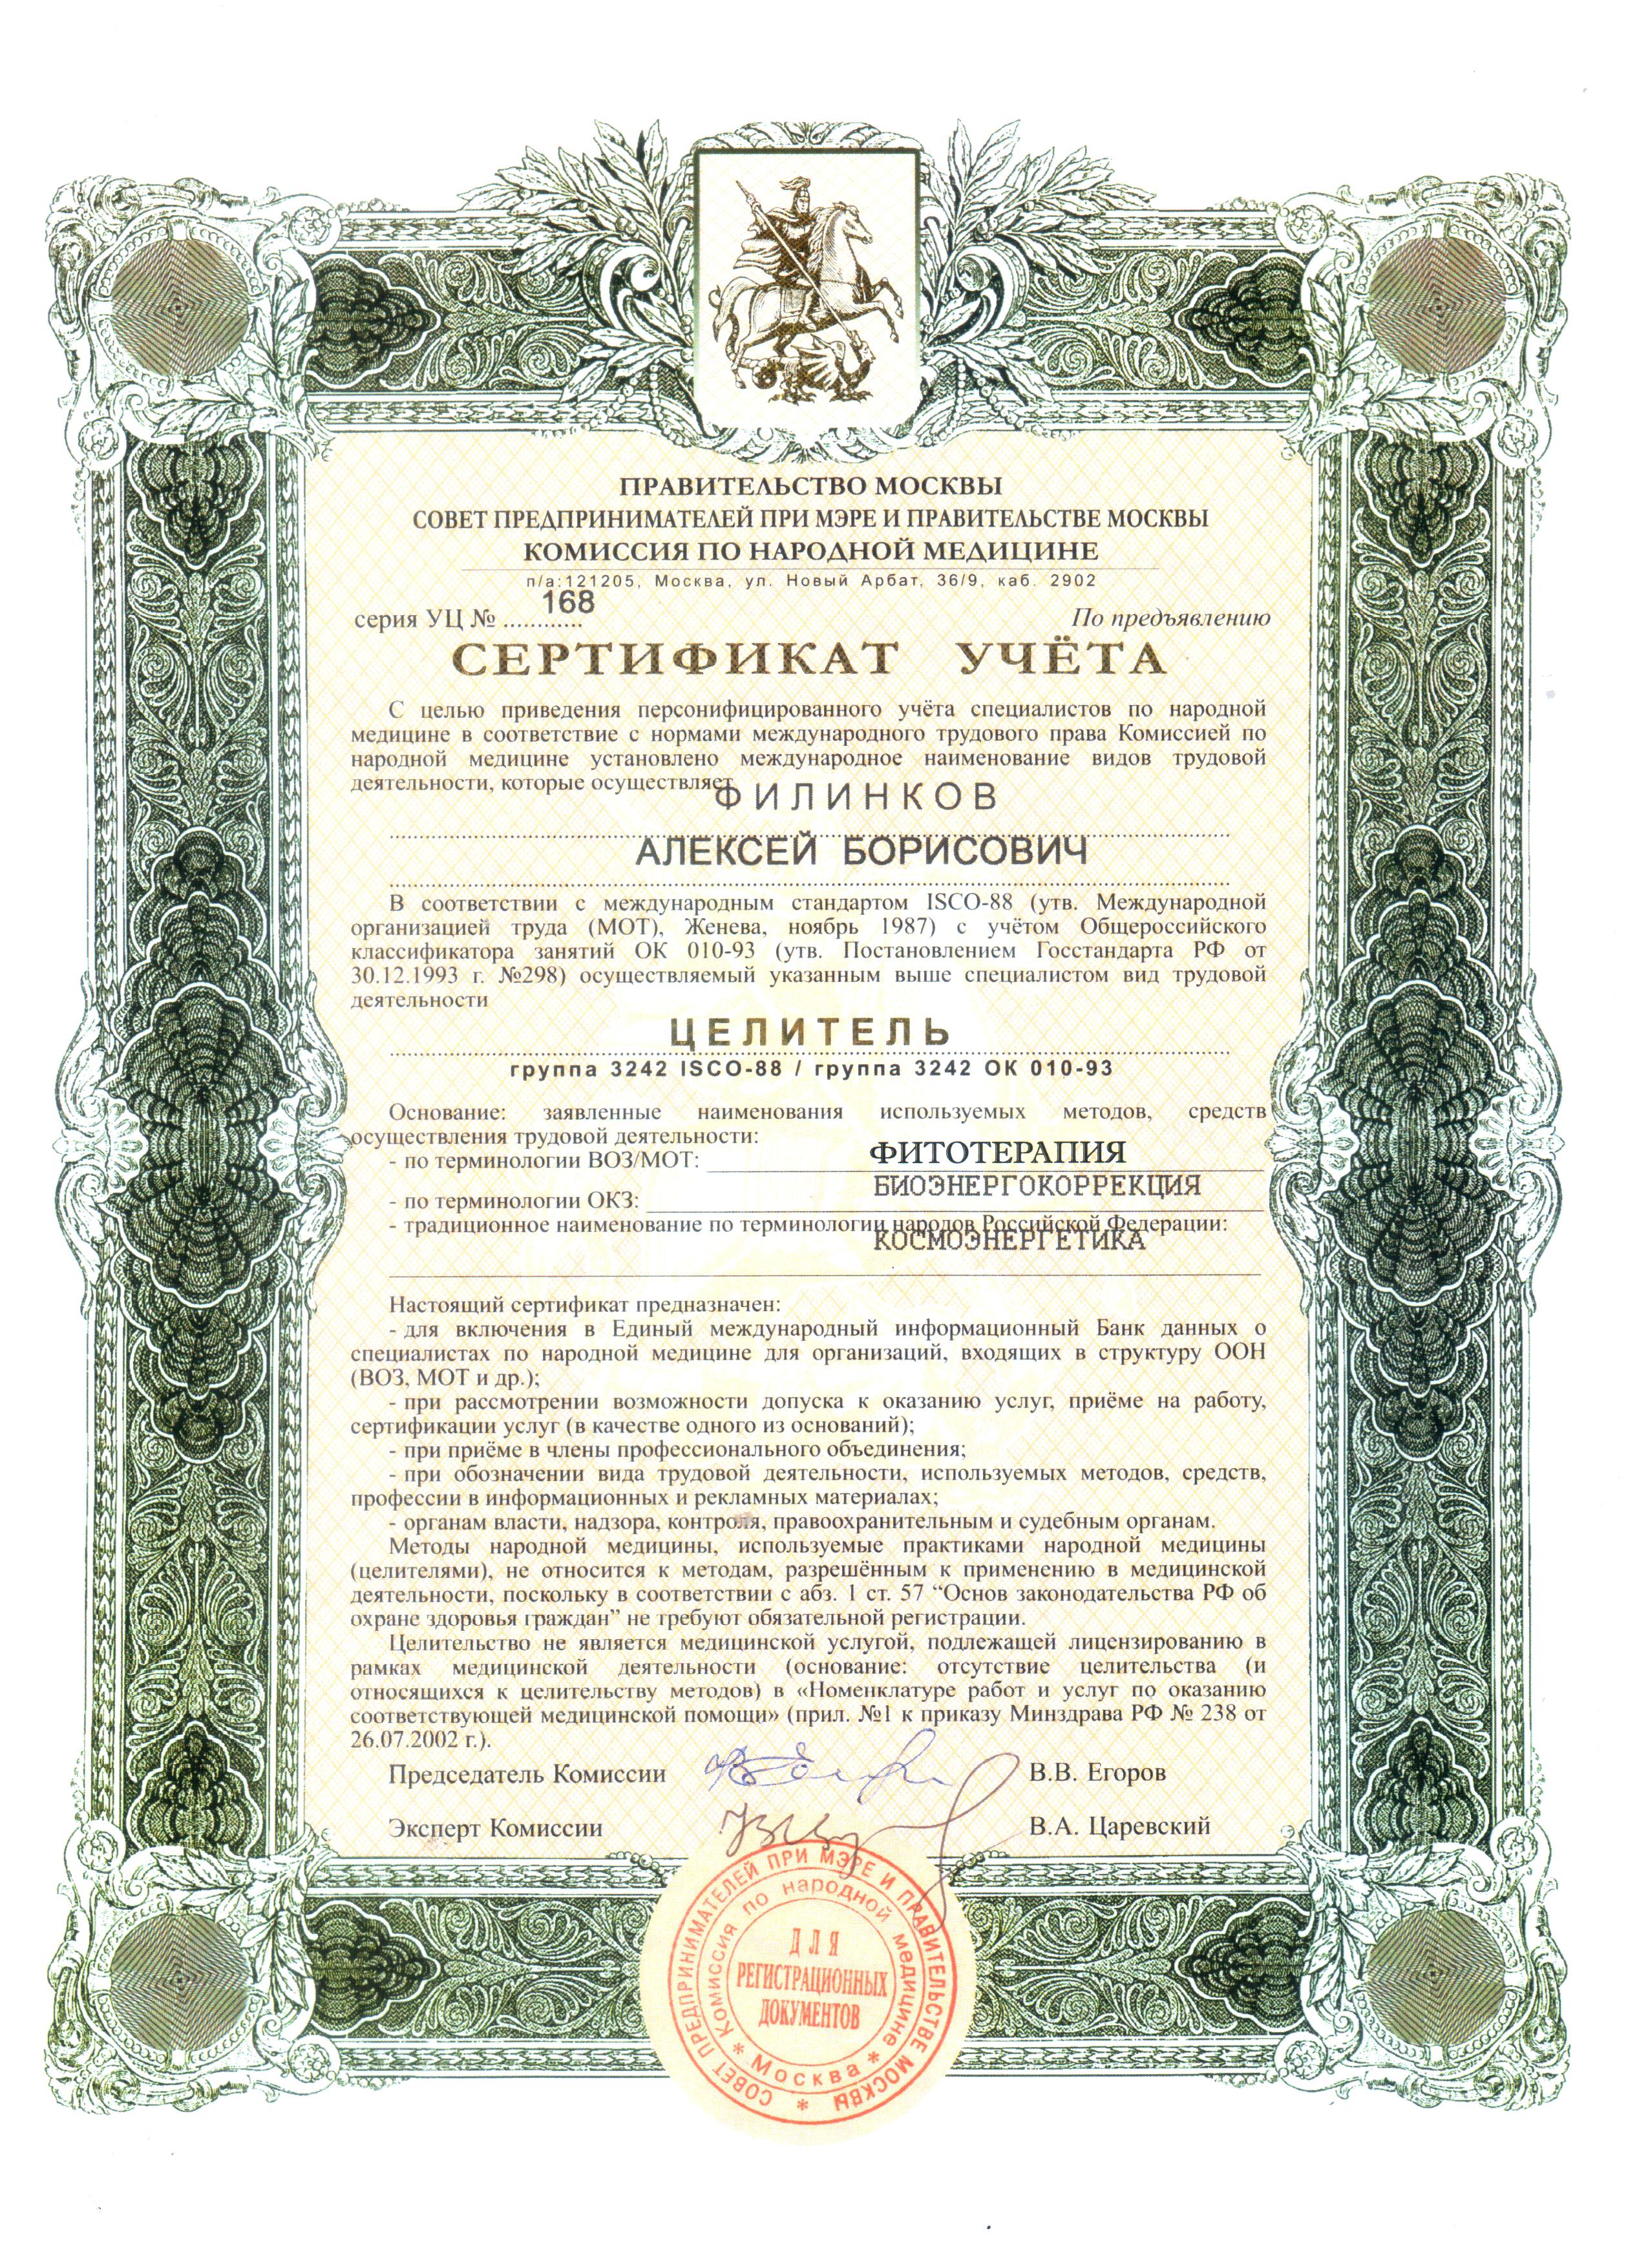 ПРАВИТЕЛЬСТВО МОСКВЫ
СОВЕТ ПРЕДПРИНИМАТЕЛЕЙ ПРИ МЭРЕ И ПРАВИТЕЛЬСТВЕ МОСКВЫ
КОМИССИЯ ПО НАРОДНОЙ МЕДИЦИНЕ
п/а:121205, Москва, ул. Новый Арбат, 36/9, каб. 2902
серия УЦ № 168 По предъявлению
СЕРТИФИКАТ УЧЁТА
С целью приведения персонифицированного учёта специалистов по народной
медицине в соответствие с нормами международного трудового права Комиссией по
народной медицине установлено международное наименование видов трудовой
деятельности, которые осуществляет
ФИЛИНКОВ
АЛЕКСЕЙ БОРИСОВИЧ
В соответствии с международным стандартом ISCO-88 (утв. Международной
организацией труда (МОТ), Женева, ноябрь 1987) с учётом Общероссийского
классификатора занятий ОК 010-93 (утв. Постановлением Госстандарта РФ от
30.12.1993 г. №298) осуществляемый указанным выше специалистом вид трудовой
деятельности
ЦЕЛИТЕЛЬ
группа 3242 ISCO-88 / группа 3242 ОК 010-93
Основание: заявленные наименования используемых методов, средств
осуществления трудовой деятельности:
- по терминологии ВОЗ/МОТ: ФИТОТЕРАПИЯ
- по терминологии ОКЗ: БИОЭНЕРГОКОРРЕКЦИЯ
- традиционное наименование по терминологии народов Российской Федерации:
КОСМОЭНЕРГЕТИКА
Настоящий сертификат предназначен:
- для включения в Единый международный информационный Банк данных о
специалистах по народной медицине для организаций, входящих в структуру ООН
(ВОЗ, МОТ и др.);
- при рассмотрении возможности допуска к оказанию услуг, приёме на работу,
сертификации услуг (в качестве одного из оснований);
- при приёме в члены профессионального объединения;
- при обозначении вида трудовой деятельности, используемых методов, средств,
профессии в информационных и рекламных материалах;
- органам власти, надзора, контроля, правоохранительным и судебным органам.
Методы народной медицины, используемые практиками народной медицины
(целителями), не относится к методам, разрешённым к применению в медицинской
деятельности, поскольку в соответствии с абз. 1 ст. 57 “Основ законодательства РФ об
охране здоровья граждан” не требуют обязательной регистрации.
Целительство не является медицинской услугой, подлежащей лицензированию в
рамках медицинской деятельности (основание: отсутствие целительства (и
относящихся к целительству методов) в «Номенклатуре работ и услуг по оказанию
соответствующей медицинской помощи» (прил. №1 к приказу Минздрава РФ № 238 от
26.07.2002 г.).
Председатель Комиссии В.В. Егоров
Эксперт Комиссии В.А. Царевский
СОВЕТ ПРЕДПРИНИМАТЕЛЕЙ ПРИ МЭРЕ И ПРАВИТЕЛЬСТВЕ МОСКВЫ *
Комиссия по народной медицине * Москва *
ДЛЯ
РЕГИСТРАЦИОННЫХ
ДОКУМЕНТОВ